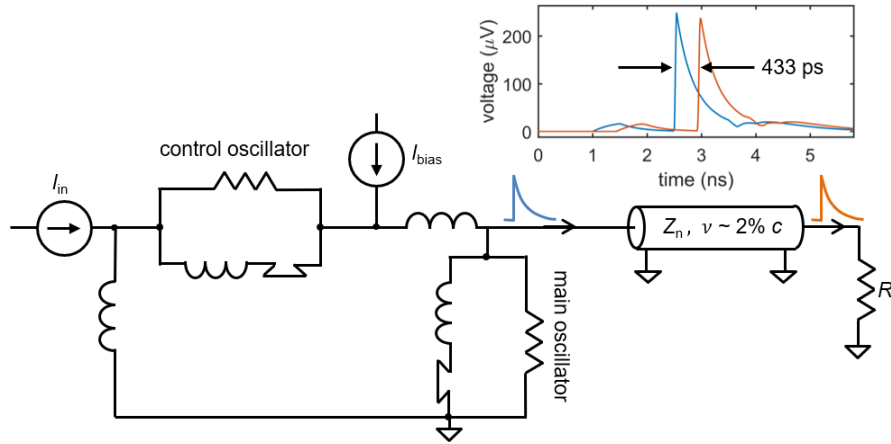 voltage (μV)
200
100
0
433 ps
0
1
2
3
4
5
time (ns)
control oscillator
I_bias
I_in
Z_n , ν ~ 2% c
main oscillator
R